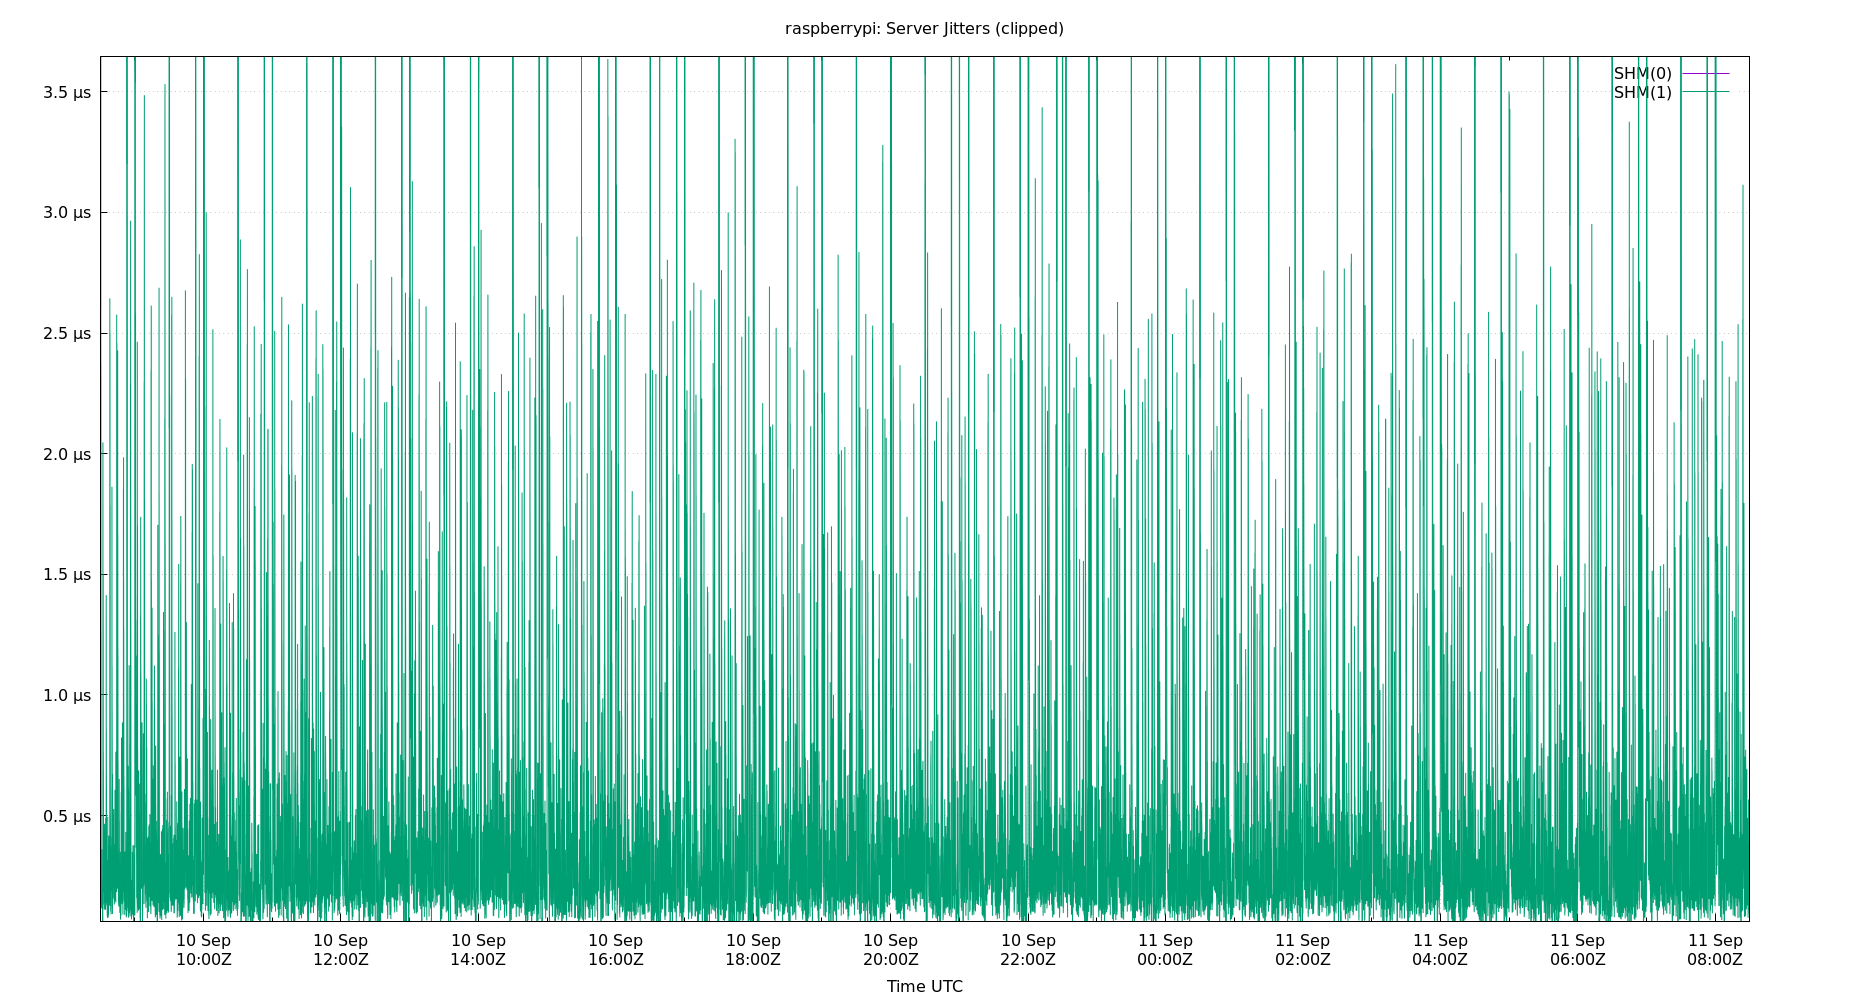 raspberrypi: Server Jitters (clipped)
SHM(0)
SHM(1)
3.5 µs
3.0 µs
2.5 µs
2.0 µs
1.5 µs
1.0 µs
0.5 µs
10 Sep 10 Sep 10 Sep 10 Sep 10 Sep 10 Sep 10 Sep 11 Sep 11 Sep 11 Sep 11 Sep 11 Sep
10:00Z 12:00Z 14:00Z 16:00Z 18:00Z 20:00Z 22:00Z 00:00Z 02:00Z 04:00Z 06:00Z 08:00Z
Time UTC